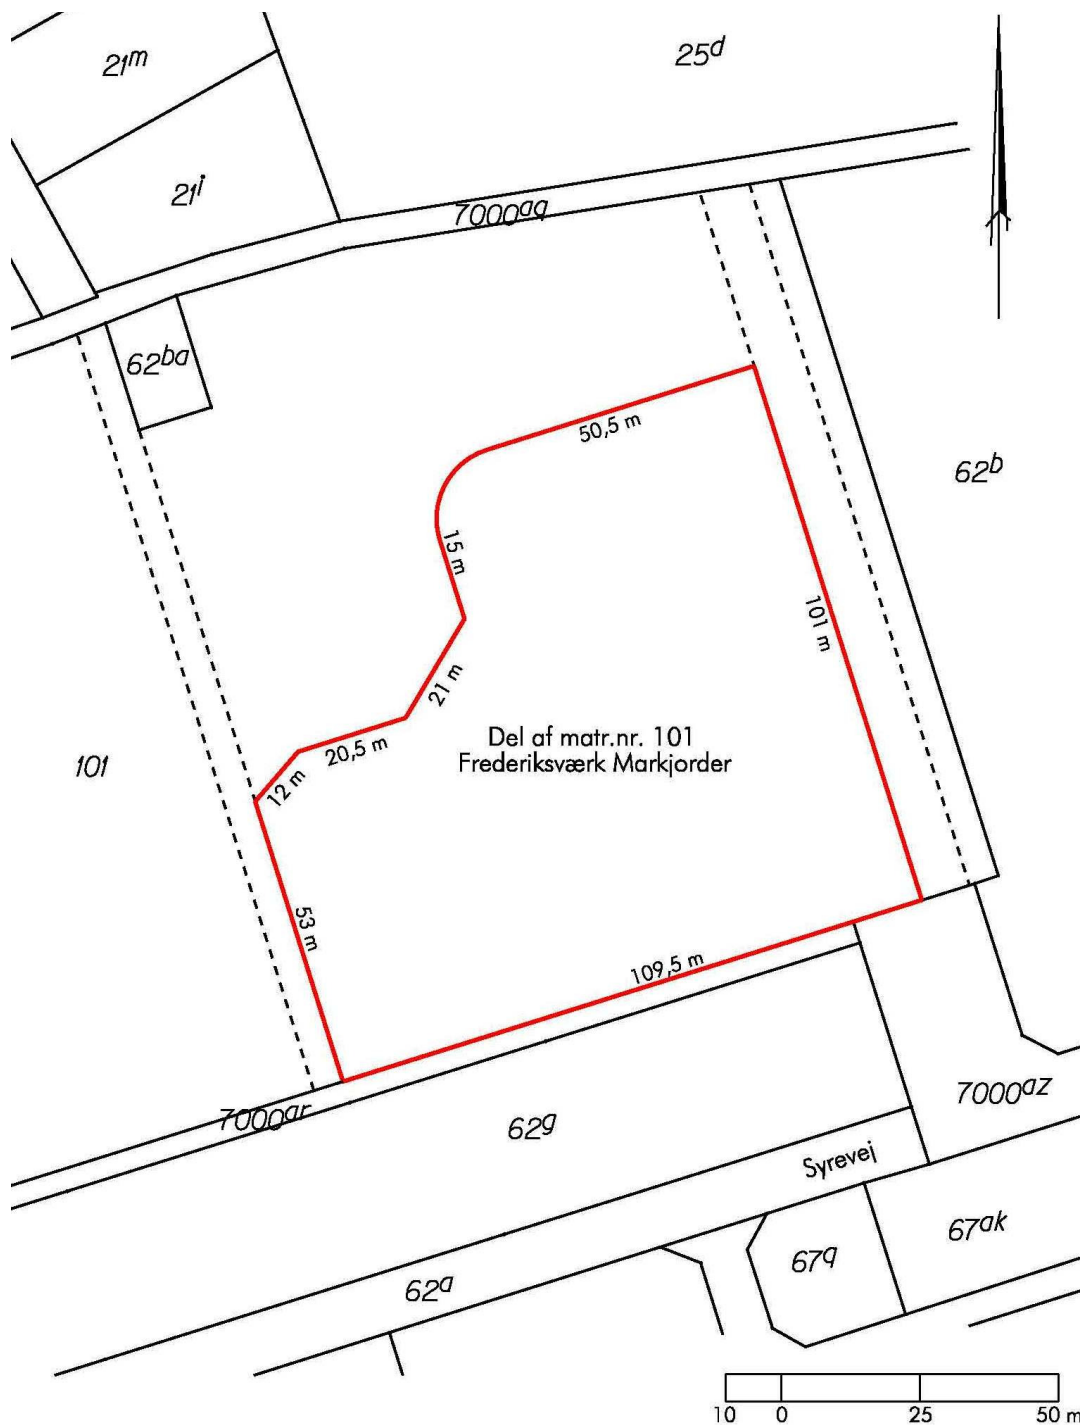 21m
25d
21i
7000aq
62ba
50,5 m
62b
15 m
101 m
21 m
Del af matr.nr. 101
Frederiksværk Markjorder
101
20,5 m
12 m
53 m
109,5 m
7000ar
62g
7000az
Syrevej
67ak
67q
62a
10 0 25 50 m